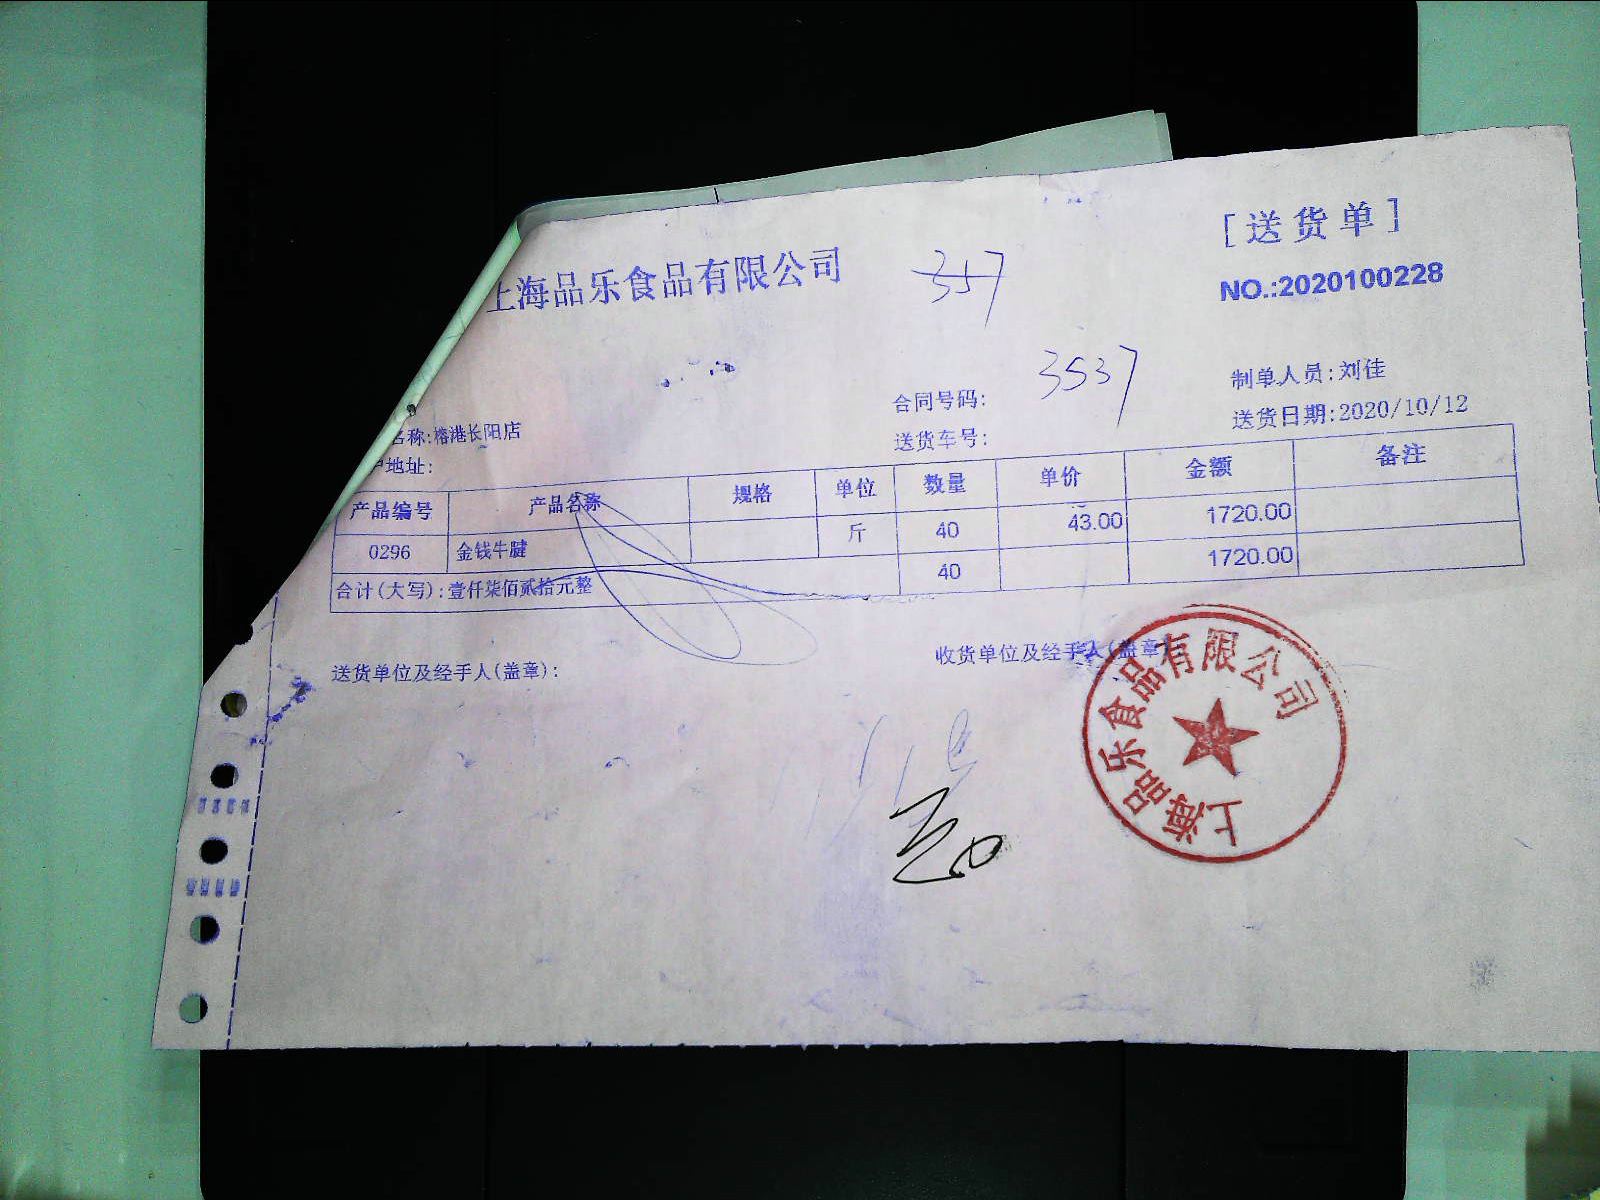 [送货单]
上海品乐食品有限公司
357
NO.:2020100228
3537
制单人员:刘佳
合同号码:
送货日期:2020/10/12
名称:榕港长阳店
送货车号:
户地址:
产品编号 产品名称 规格 单位 数量 单价 金额 备注
0296 金钱牛腱 斤 40 43.00 1720.00
合计(大写):壹仟柒佰贰拾元整 40 1720.00
送货单位及经手人(盖章):
收货单位及经手人(盖章)
上海品乐食品有限公司